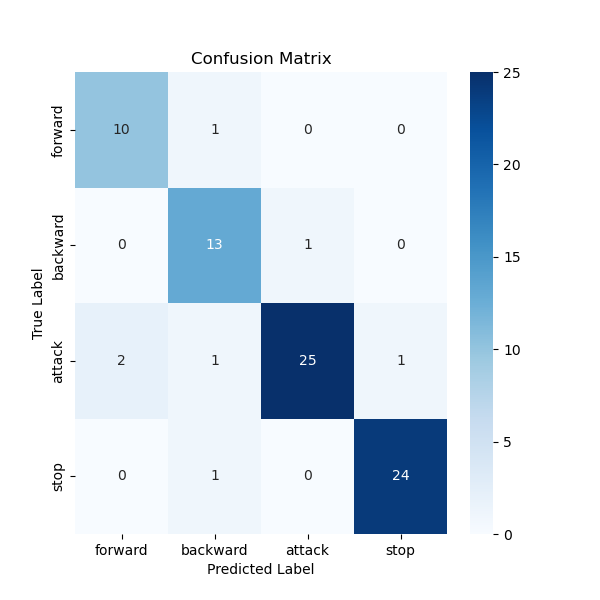 Confusion Matrix
True Label
forward
10 1 0 0
backward
0 13 1 0
attack
2 1 25 1
stop
0 1 0 24
forward backward attack stop
Predicted Label
25
20
15
10
5
0